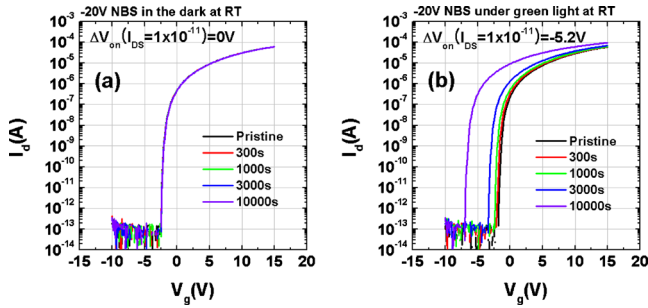 -20V NBS in the dark at RT
ΔV_on(I_DS=1x10^-11)=0V
(a)
Pristine
300s
1000s
3000s
10000s
10^-3
10^-4
10^-5
10^-6
10^-7
10^-8
10^-9
10^-10
10^-11
10^-12
10^-13
10^-14
I_d(A)
-15 -10 -5 0 5 10 15 20
V_g(V)
-20V NBS under green light at RT
ΔV_on(I_DS=1x10^-11)=-5.2V
(b)
Pristine
300s
1000s
3000s
10000s
10^-3
10^-4
10^-5
10^-6
10^-7
10^-8
10^-9
10^-10
10^-11
10^-12
10^-13
10^-14
I_d(A)
-15 -10 -5 0 5 10 15 20
V_g(V)